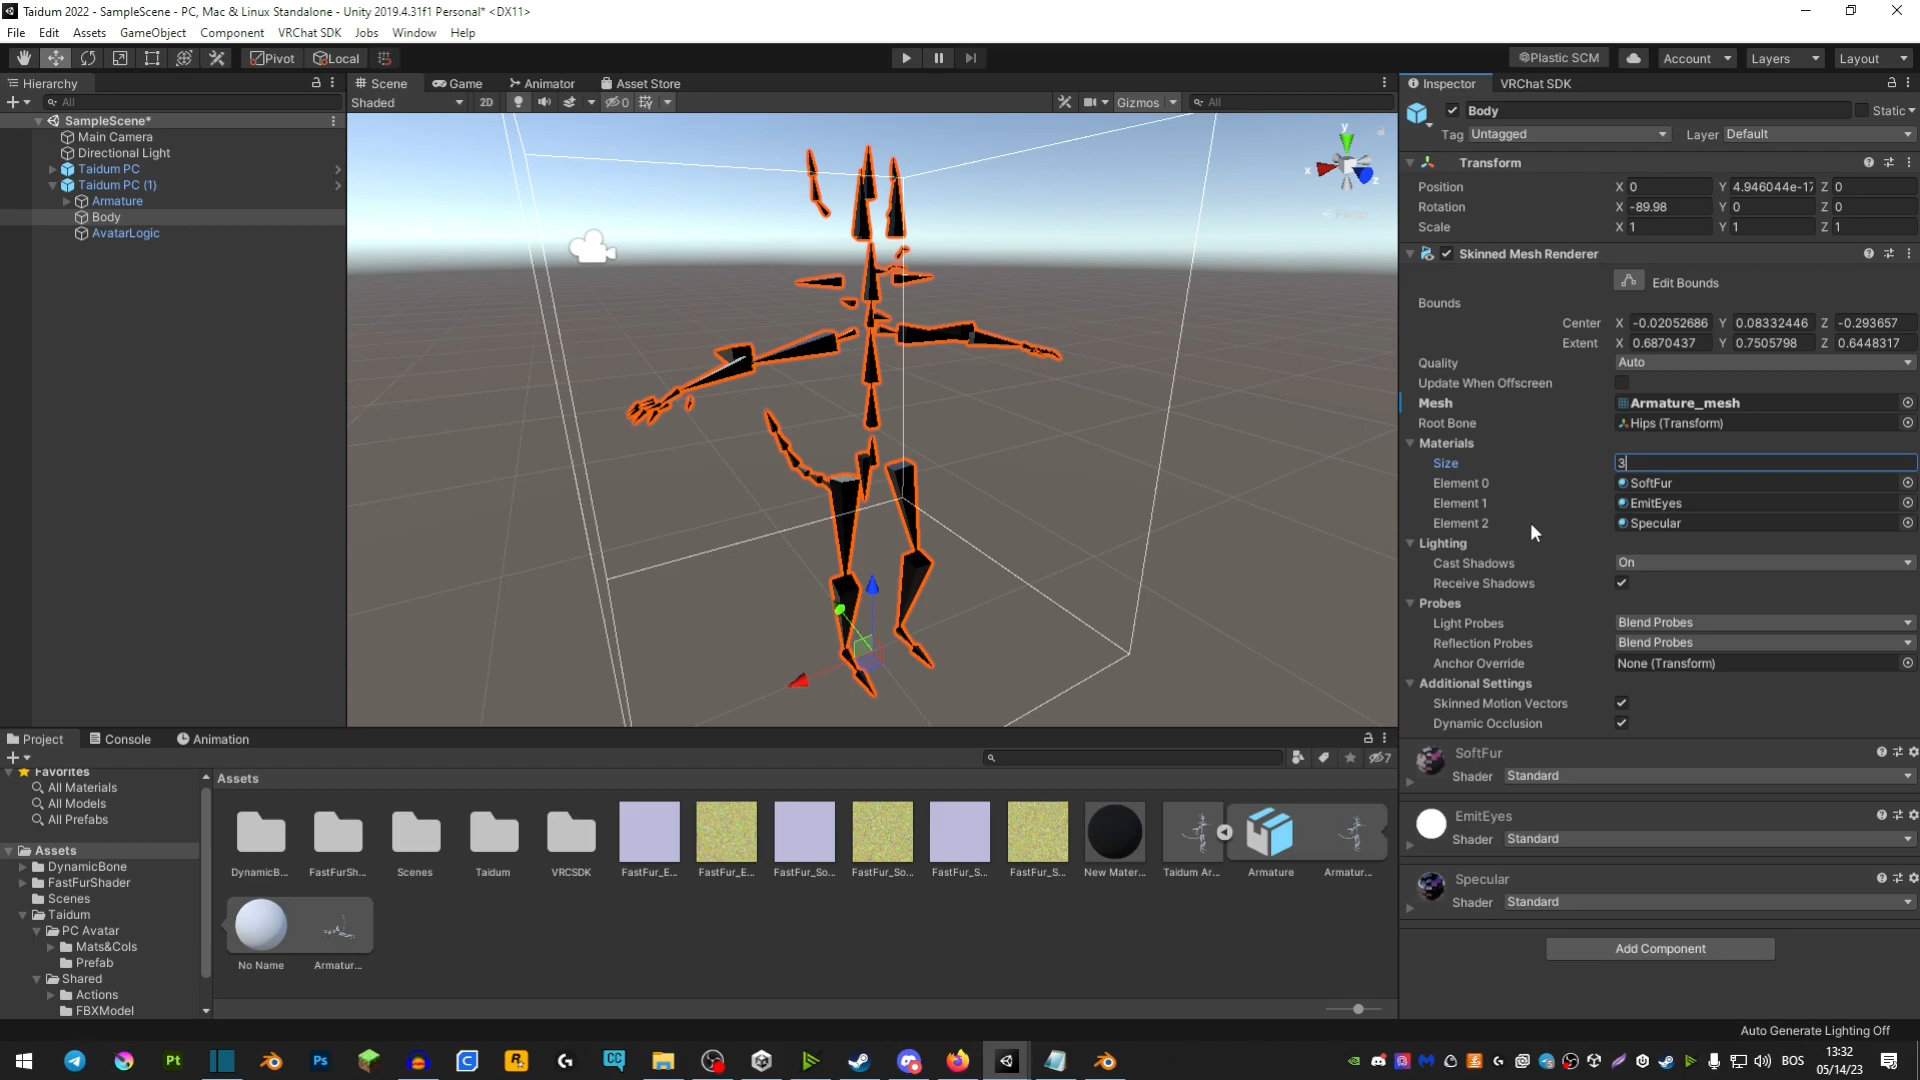 Taidum 2022 - SampleScene - PC, Mac & Linux Standalone - Unity 2019.4.31f1 Personal* <DX11>
File Edit Assets GameObject Component VRChat SDK Jobs Window Help
Pivot Local Plastic SCM Account Layers Layout
Hierarchy
All
SampleScene*
Main Camera
Directional Light
Taidum PC
Taidum PC (1)
Armature
Body
AvatarLogic
Scene Game Animator Asset Store
Shaded 2D 0 Gizmos All
y
x
z
Persp
Inspector VRChat SDK
Body Static
Tag Untagged Layer Default
Transform
Position X 0 Y 4.946044e-17 Z 0
Rotation X -89.98 Y 0 Z 0
Scale X 1 Y 1 Z 1
Skinned Mesh Renderer
Edit Bounds
Bounds
Center X -0.02052686 Y 0.08332446 Z -0.293657
Extent X 0.6870437 Y 0.7505798 Z 0.6448317
Quality Auto
Update When Offscreen
Mesh Armature_mesh
Root Bone Hips (Transform)
Materials
Size 3
Element 0 SoftFur
Element 1 EmitEyes
Element 2 Specular
Lighting
Cast Shadows On
Receive Shadows
Probes
Light Probes Blend Probes
Reflection Probes Blend Probes
Anchor Override None (Transform)
Additional Settings
Skinned Motion Vectors
Dynamic Occlusion
SoftFur
Shader Standard
EmitEyes
Shader Standard
Specular
Shader Standard
Add Component
Project Console Animation
7
Favorites
All Materials
All Models
All Prefabs
Assets
DynamicBone
FastFurShader
Scenes
Taidum
PC Avatar
Mats&Cols
Prefab
Shared
Actions
FBXModel
Assets
DynamicB... FastFurSh... Scenes Taidum VRCSDK FastFur_E... FastFur_E... FastFur_So... FastFur_So... FastFur_S... FastFur_S... New Mater... Taidum Ar... Armature Armatur...
No Name Armatur...
Auto Generate Lighting Off
Pt Ps CC BOS
13:32
05/14/23